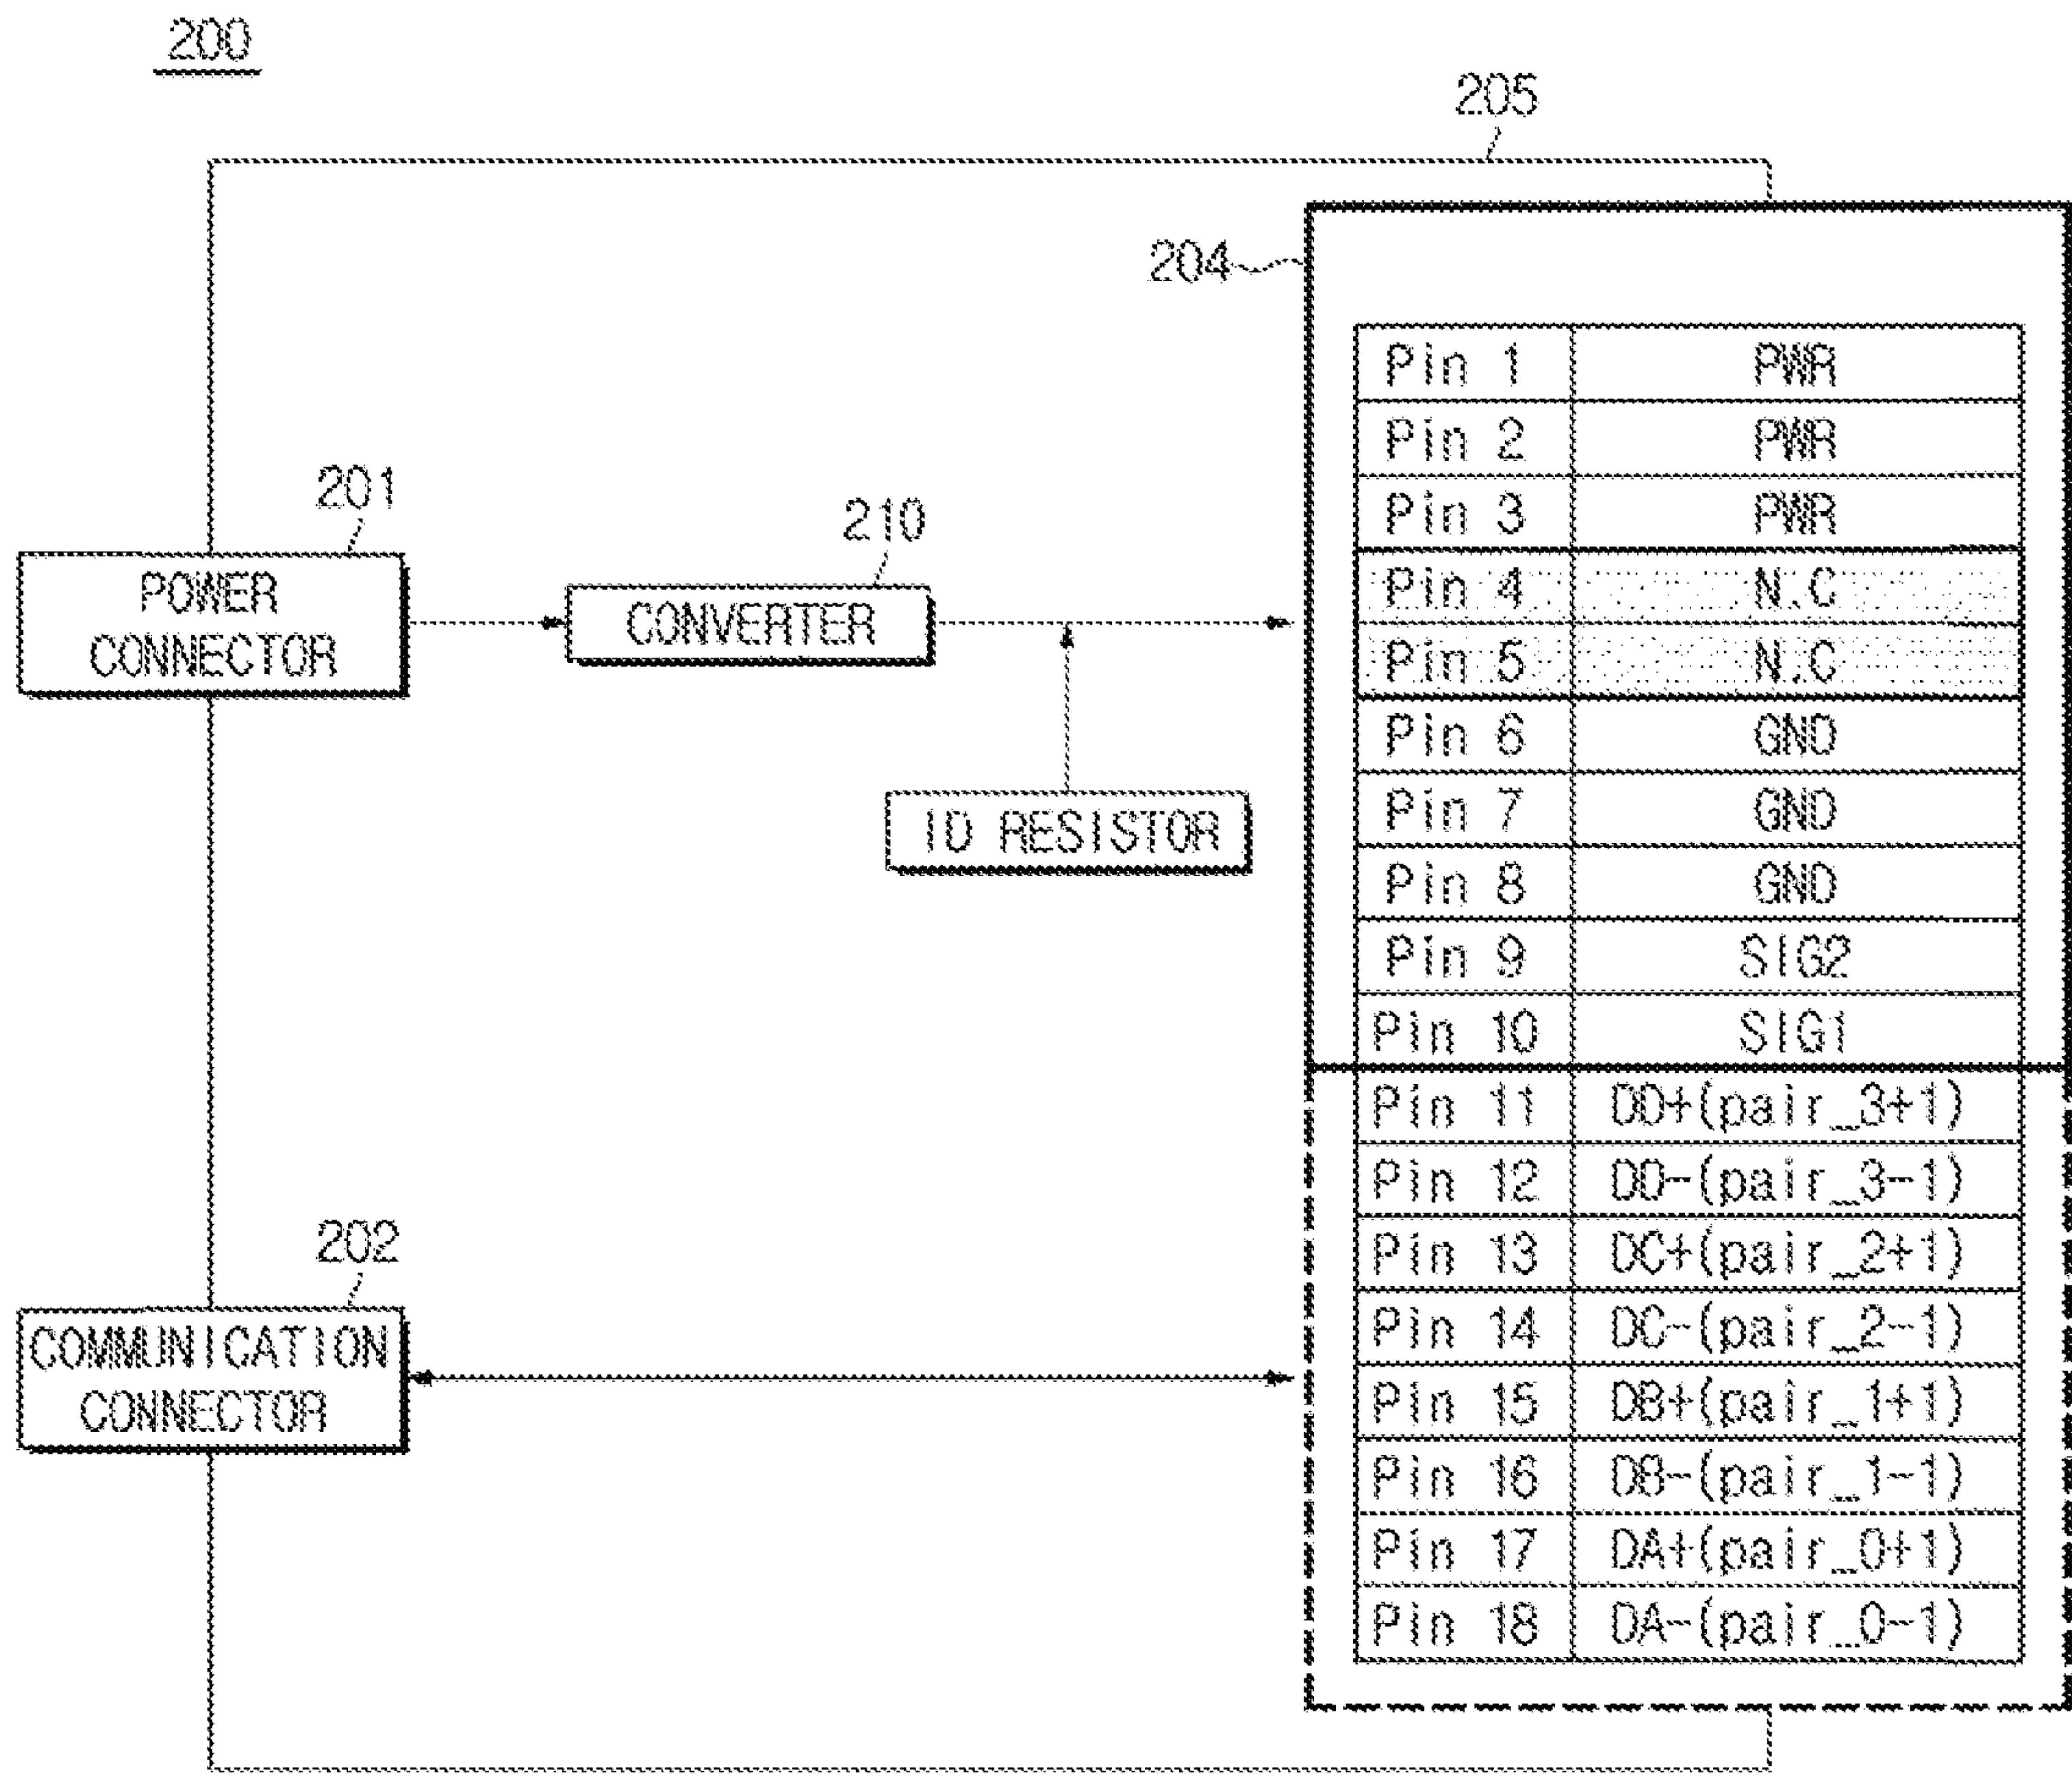 200
205
204
Pin 1 PWR
Pin 2 PWR
Pin 3 PWR
Pin 4 N.C
Pin 5 N.C
Pin 6 GND
Pin 7 GND
Pin 8 GND
Pin 9 SIG2
Pin 10 SIG1
Pin 11 DD+(pair_3+1)
Pin 12 DD-(pair_3-1)
Pin 13 DC+(pair_2+1)
Pin 14 DC-(pair_2-1)
Pin 15 DB+(pair_1+1)
Pin 16 DB-(pair_1-1)
Pin 17 DA+(pair_0+1)
Pin 18 DA-(pair_0-1)
201
POWER
CONNECTOR
210
CONVERTER
ID RESISTOR
202
COMMUNICATION
CONNECTOR